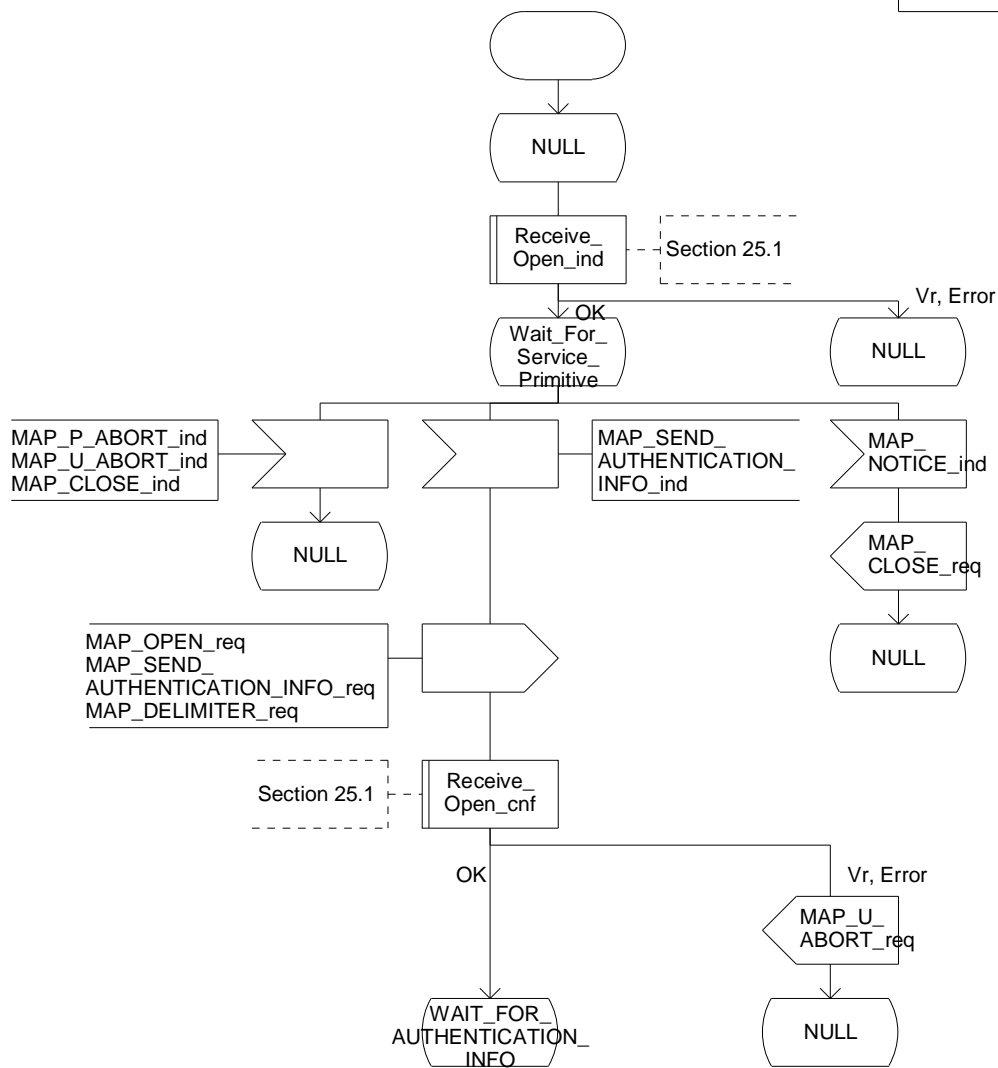 NULL
Receive_
Open_ind
Section 25.1
Vr, Error
OK
Wait_For_
Service_
Primitive
NULL
MAP_P_ABORT_ind
MAP_U_ABORT_ind
MAP_CLOSE_ind
MAP_SEND_
AUTHENTICATION_
INFO_ind
MAP_
NOTICE_ind
NULL
MAP_
CLOSE_req
MAP_OPEN_req
MAP_SEND_
AUTHENTICATION_INFO_req
MAP_DELIMITER_req
NULL
Section 25.1
Receive_
Open_cnf
OK
Vr, Error
MAP_U_
ABORT_req
WAIT_FOR_
AUTHENTICATION_
INFO
NULL